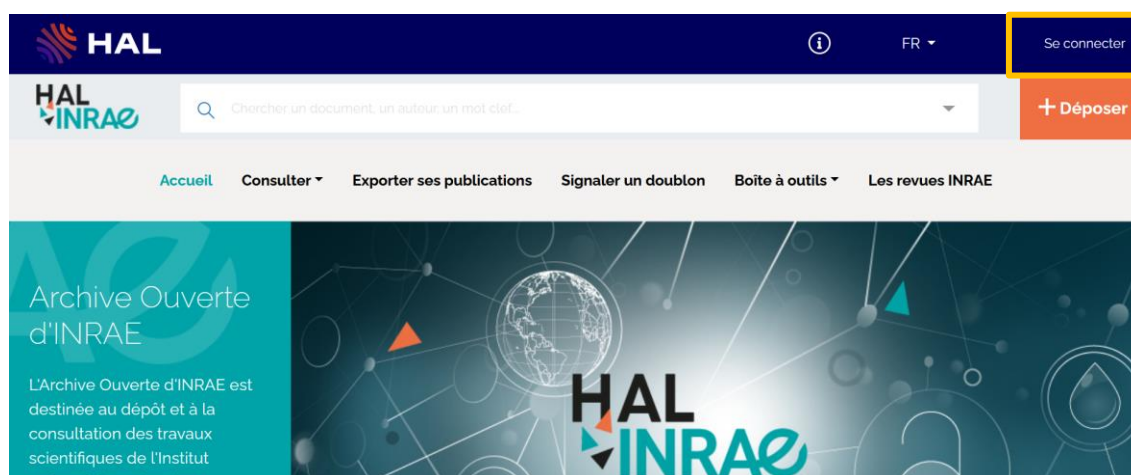 HAL
FR
Se connecter
HAL
INRAE
Chercher un document, un auteur, un mot clef...
+ Déposer
Accueil Consulter Exporter ses publications Signaler un doublon Boîte à outils Les revues INRAE
Archive Ouverte
d'INRAE
L'Archive Ouverte d'INRAE est
destinée au dépôt et à la
consultation des travaux
scientifiques de l'Institut
HAL
INRAE